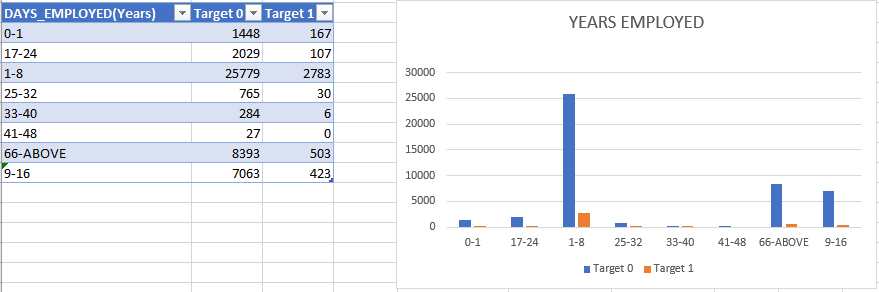 DAYS_EMPLOYED(Years) Target 0 Target 1
0-1 1448 167
17-24 2029 107
1-8 25779 2783
25-32 765 30
33-40 284 6
41-48 27 0
66-ABOVE 8393 503
9-16 7063 423
YEARS EMPLOYED
30000
25000
20000
15000
10000
5000
0
0-1 17-24 1-8 25-32 33-40 41-48 66-ABOVE 9-16
Target 0 Target 1